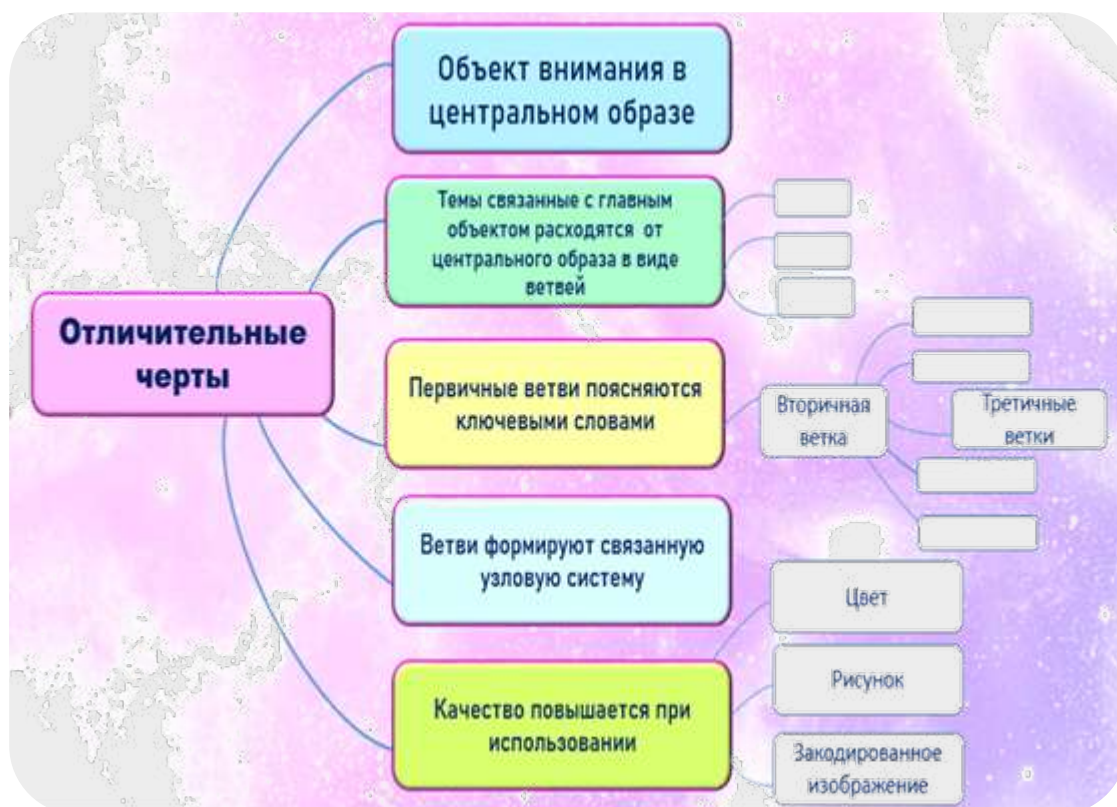 Объект внимания в
центральном образе
Темы связанные с главным
объектом расходятся от
центрального образа в виде
ветвей
Отличительные
черты
Первичные ветви поясняются
ключевыми словами
Вторичная
ветка
Третичные
ветки
Ветви формируют связанную
узловую систему
Качество повышается при
использовании
Цвет
Рисунок
Закодированное
изображение